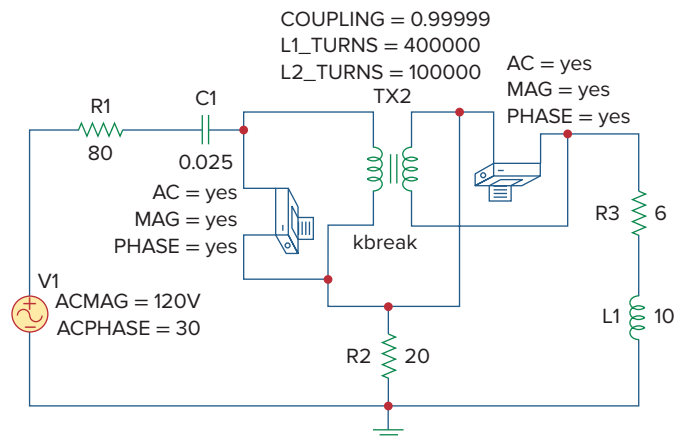 COUPLING = 0.99999
L1_TURNS = 400000
L2_TURNS = 100000
TX2
AC = yes
MAG = yes
PHASE = yes
R1
80
C1
0.025
AC = yes
MAG = yes
PHASE = yes
kbreak
R3 6
V1
ACMAG = 120V
ACPHASE = 30
L1 10
R2 20